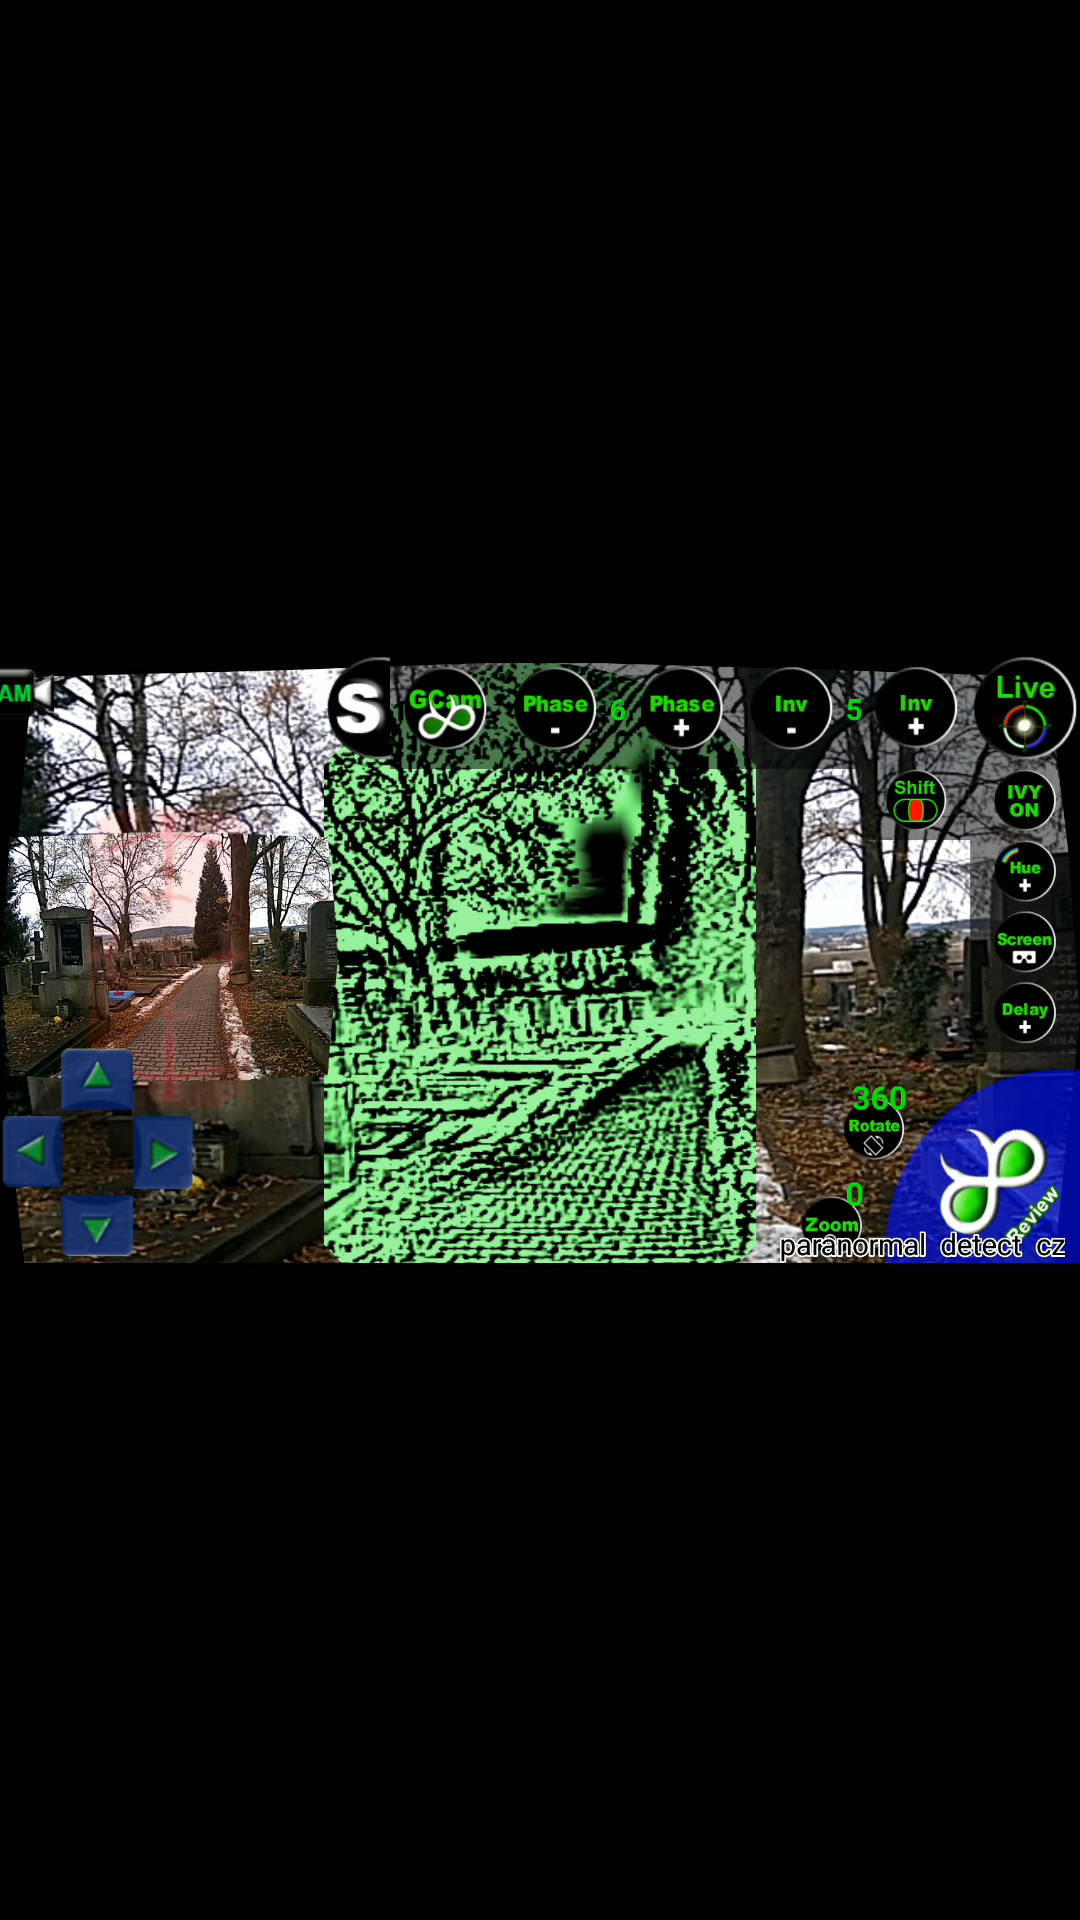 AM
S
GCam
Phase
-
6
Phase
+
Inv
-
5
Inv
+
Live
Shift
IVY
ON
Hue
+
Screen
Delay
+
360
Rotate
0
Zoom
Review
paranormal detect cz